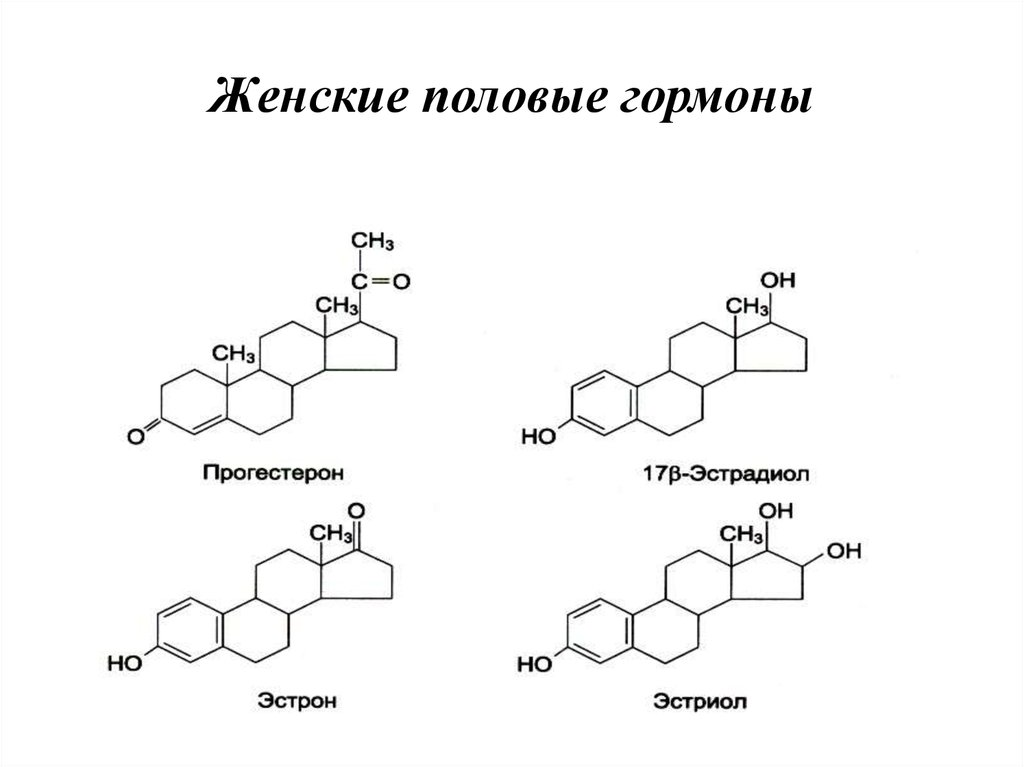 Женские половые гормоны
CH₃
C=O
CH₃
CH₃
O
Прогестерон
OH
CH₃
HO
17β-Эстрадиол
O
CH₃
HO
Эстрон
OH
CH₃
OH
HO
Эстриол